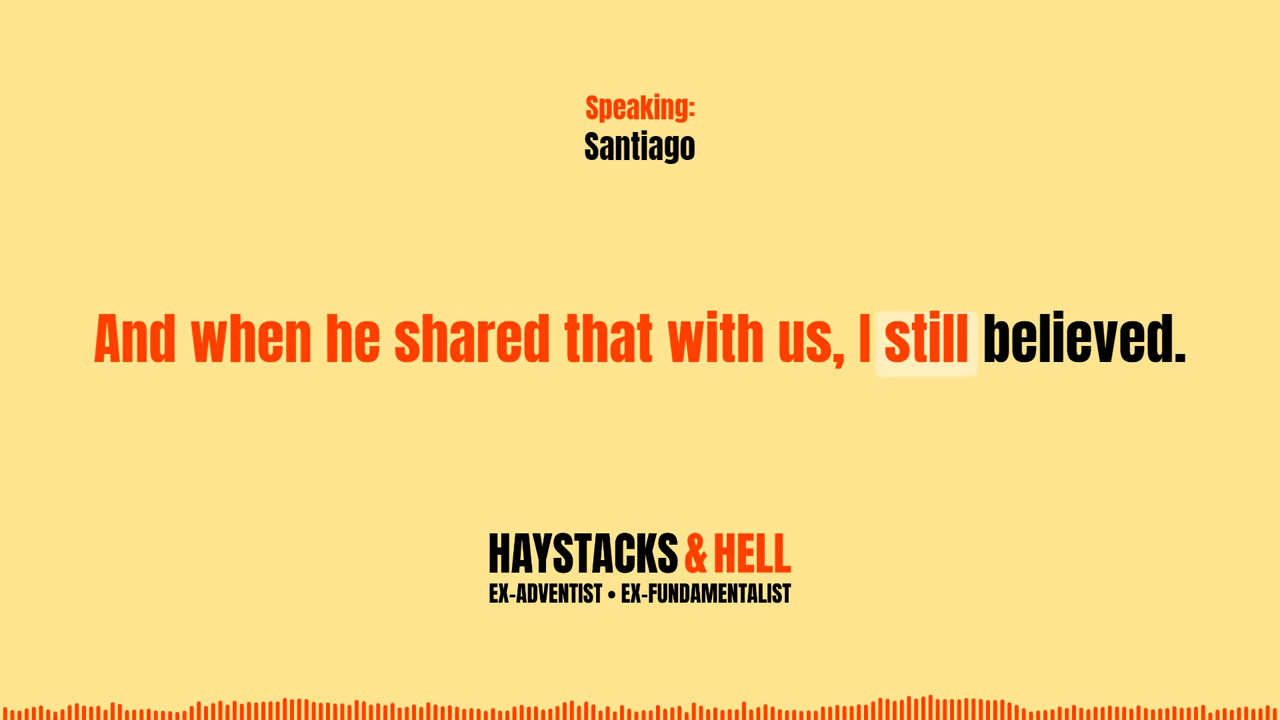 Speaking:
Santiago
And when he shared that with us, I still believed.
HAYSTACKS & HELL
EX-ADVENTIST • EX-FUNDAMENTALIST